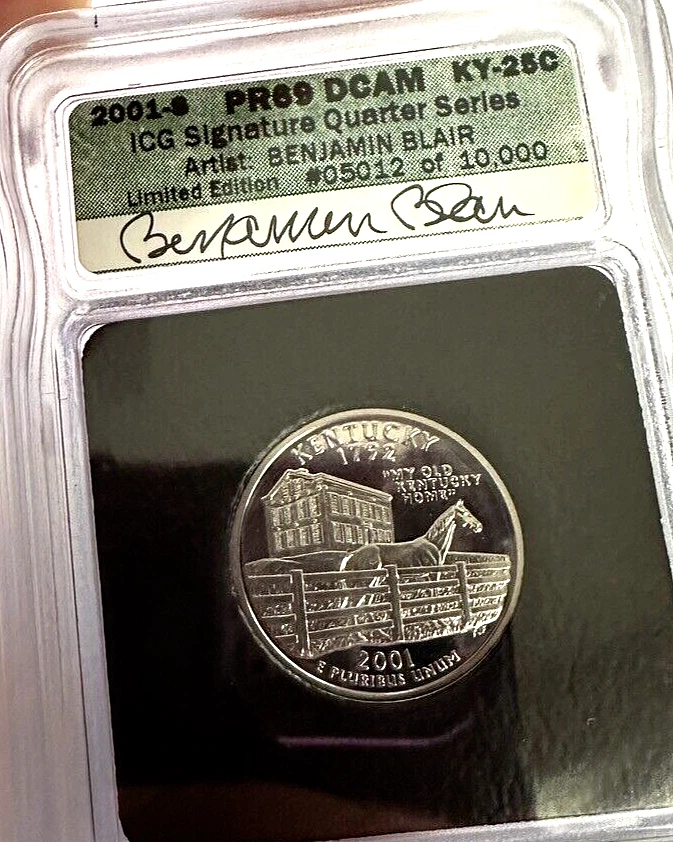 2001-S PR69 DCAM KY-25C
ICG Signature Quarter Series
Artist: BENJAMIN BLAIR
Limited Edition #05012 of 10,000
Benjamin Blair
KENTUCKY
1792
"MY OLD
KENTUCKY
HOME"
2001
E PLURIBUS UNUM